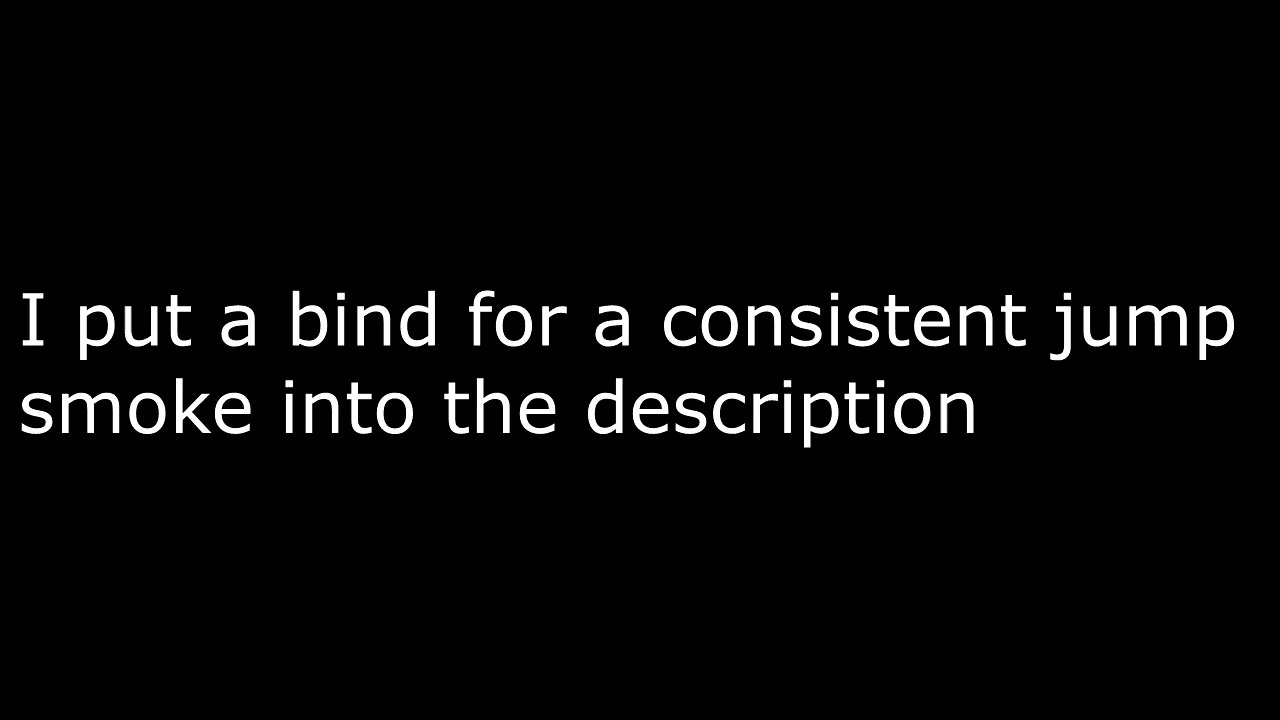 I put a bind for a consistent jump
smoke into the description